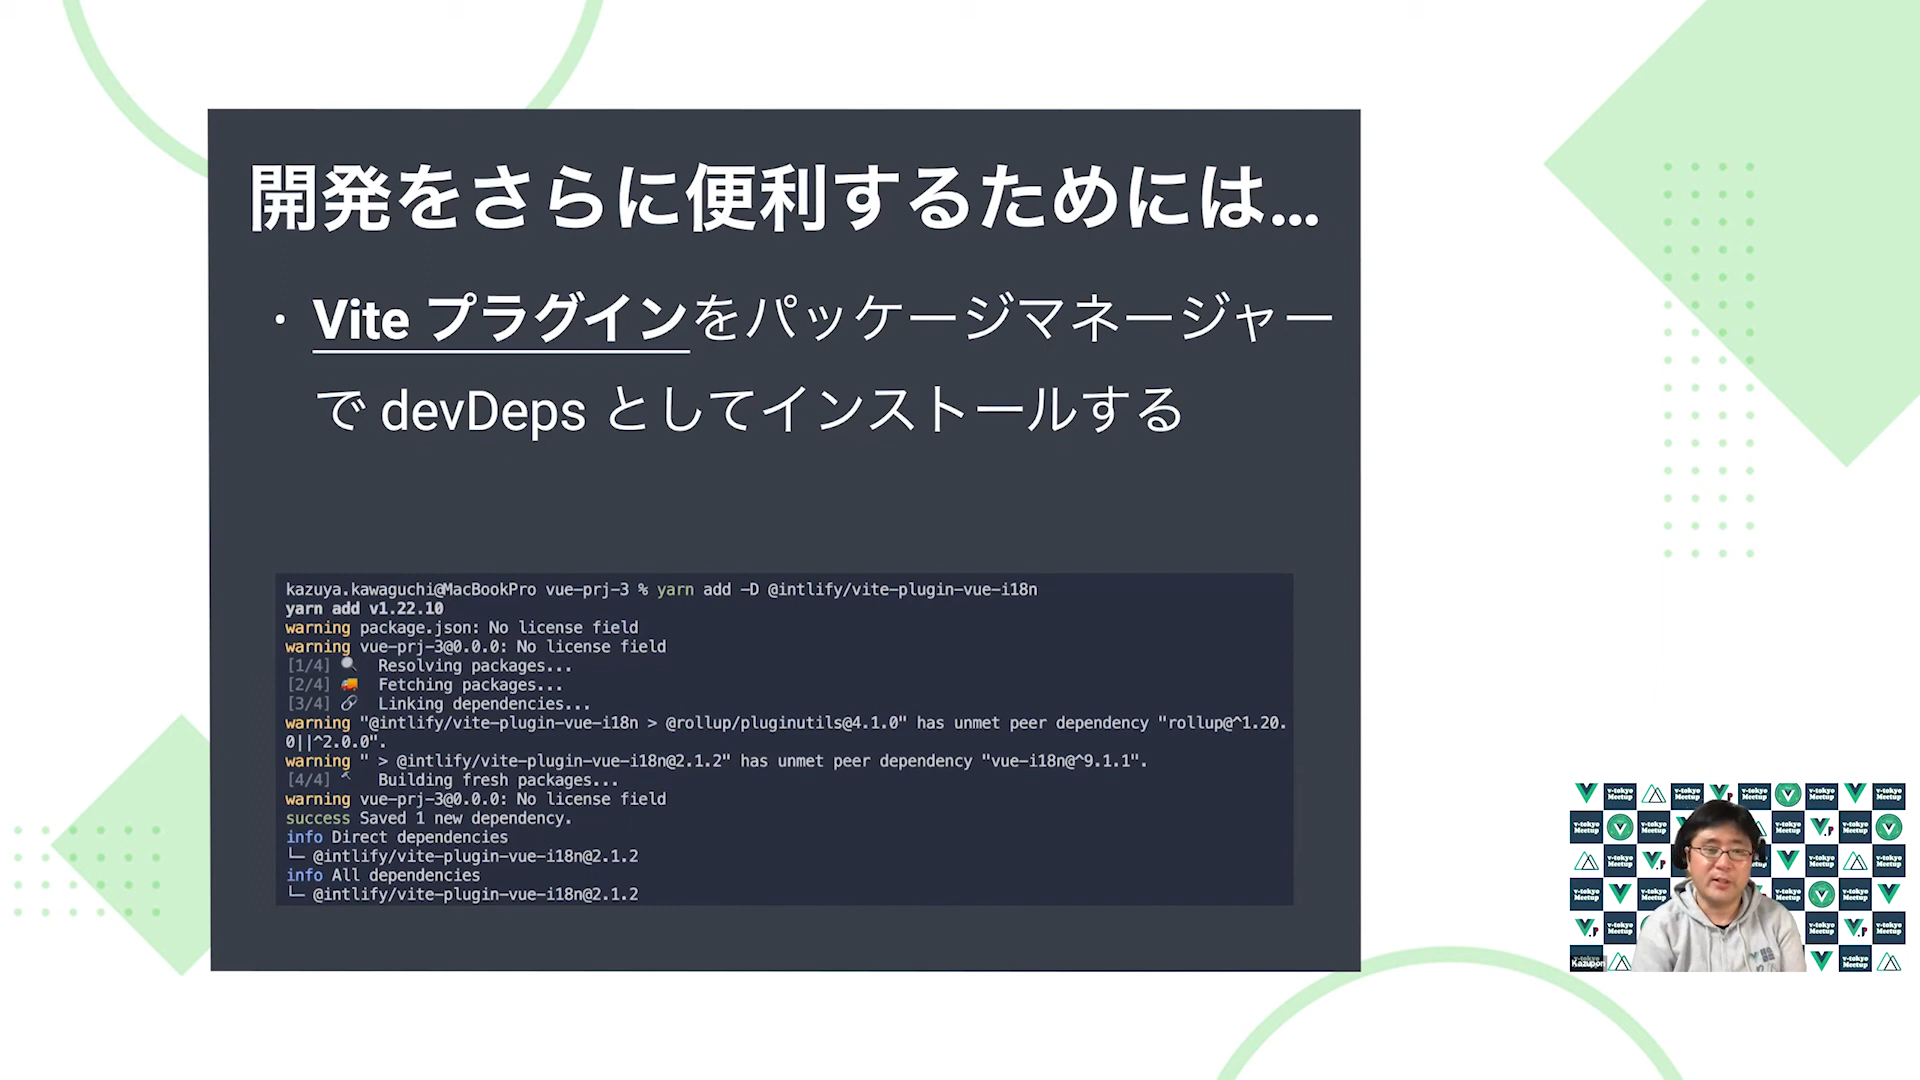 開発をさらに便利するためには...
・Vite プラグインをパッケージマネージャー
で devDeps としてインストールする
kazuya.kawaguchi@MacBookPro vue-prj-3 % yarn add -D @intlify/vite-plugin-vue-i18n
yarn add v1.22.10
warning package.json: No license field
warning vue-prj-3@0.0.0: No license field
[1/4] 🔍 Resolving packages...
[2/4] 🚚 Fetching packages...
[3/4] 🔗 Linking dependencies...
warning "@intlify/vite-plugin-vue-i18n > @rollup/pluginutils@4.1.0" has unmet peer dependency "rollup@^1.20.
0||^2.0.0".
warning " > @intlify/vite-plugin-vue-i18n@2.1.2" has unmet peer dependency "vue-i18n@^9.1.1".
[4/4] 🔨 Building fresh packages...
warning vue-prj-3@0.0.0: No license field
success Saved 1 new dependency.
info Direct dependencies
└─ @intlify/vite-plugin-vue-i18n@2.1.2
info All dependencies
└─ @intlify/vite-plugin-vue-i18n@2.1.2
v-tokyo
Meetup
Kazupon